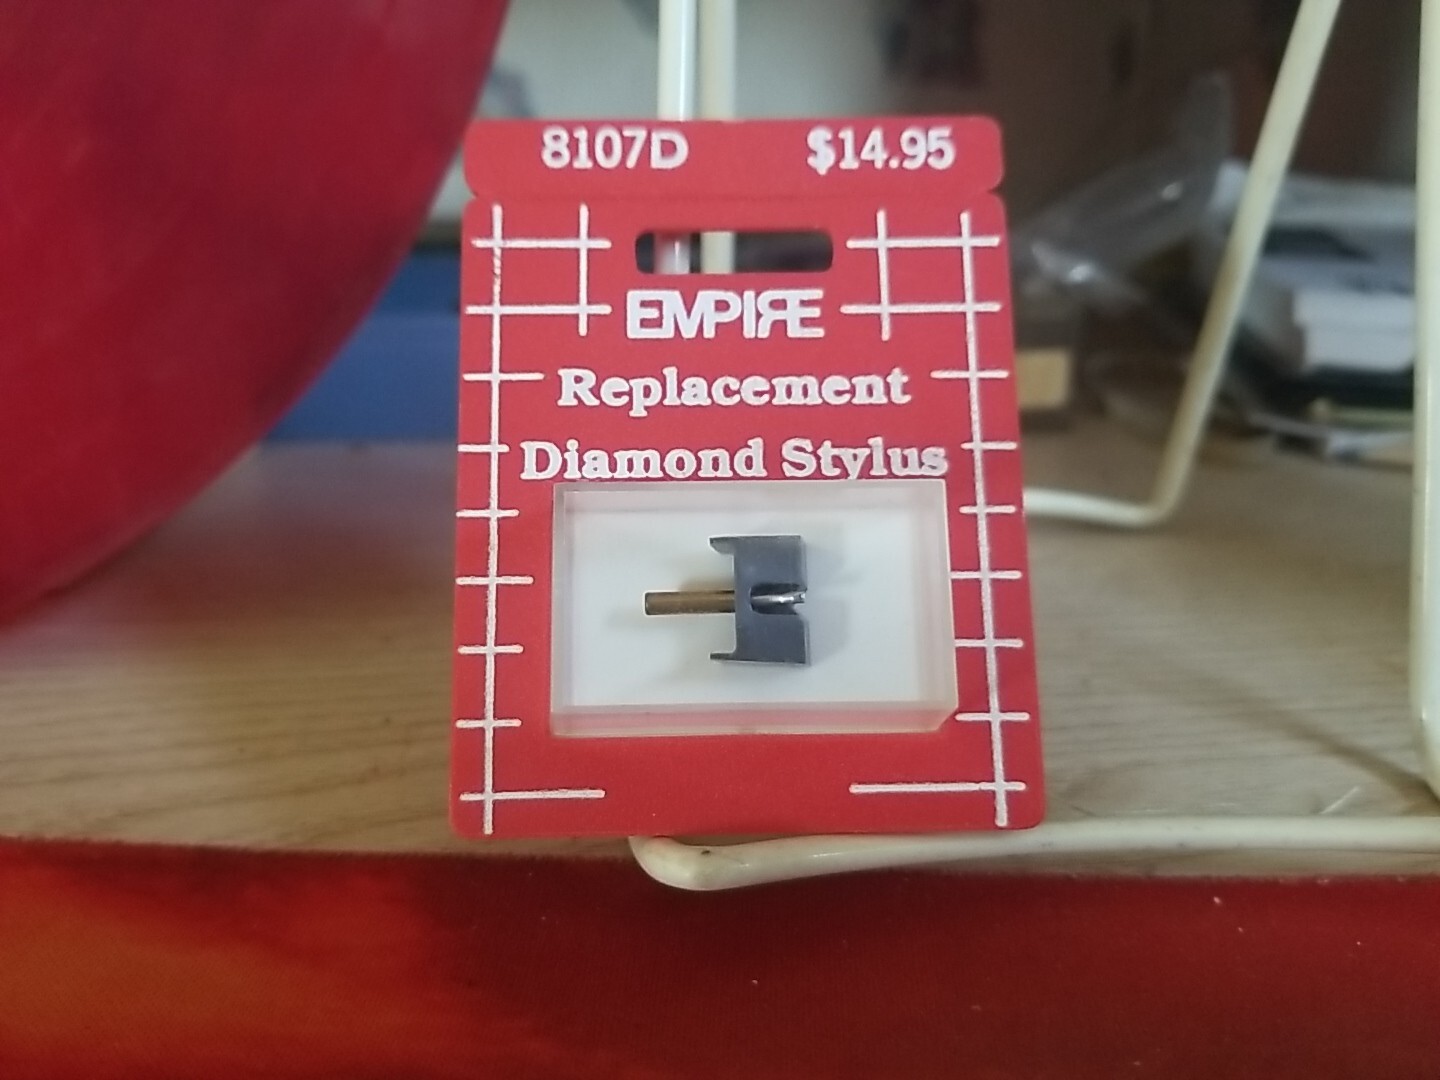 8107D $14.95
EMPIRE
Replacement
Diamond Stylus